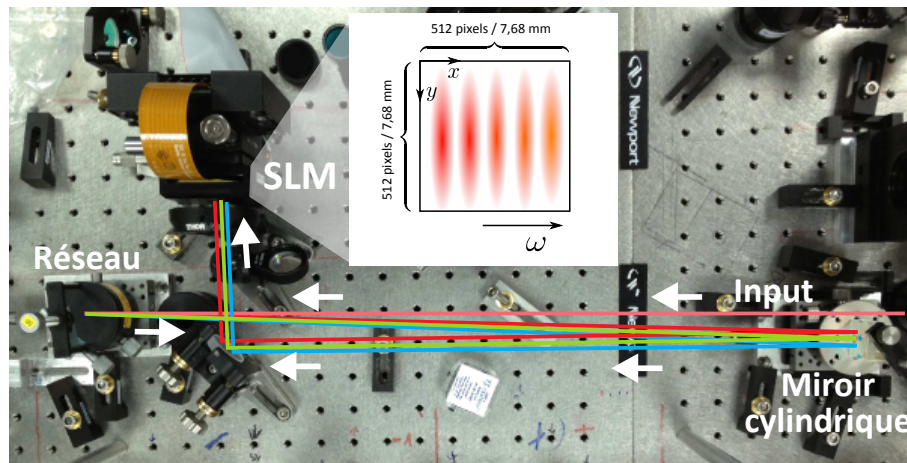 512 pixels / 7,68 mm
x
y
512 pixels / 7,68 mm
ω
Newport
SLM
Réseau
Input
Miroir
cylindrique